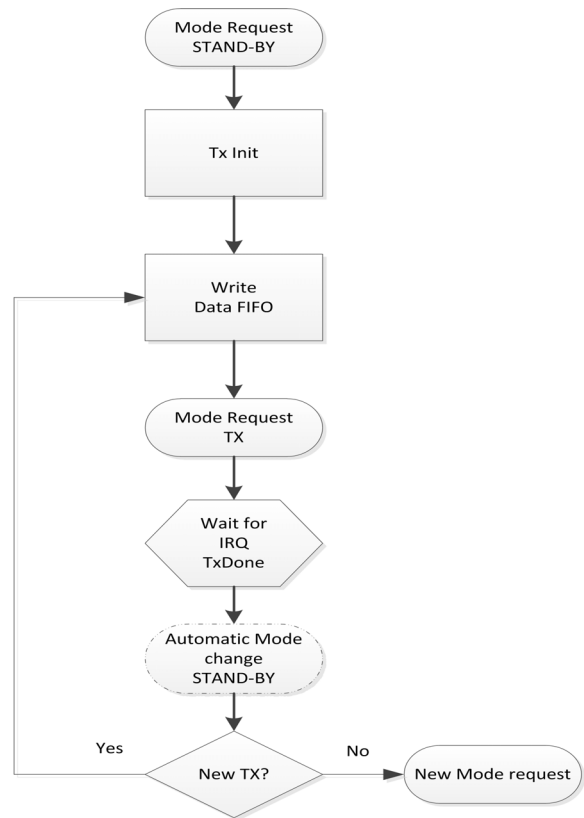 Mode Request
STAND-BY
Tx Init
Write
Data FIFO
Mode Request
TX
Wait for
IRQ
TxDone
Automatic Mode
change
STAND-BY
Yes
New TX?
No
New Mode request